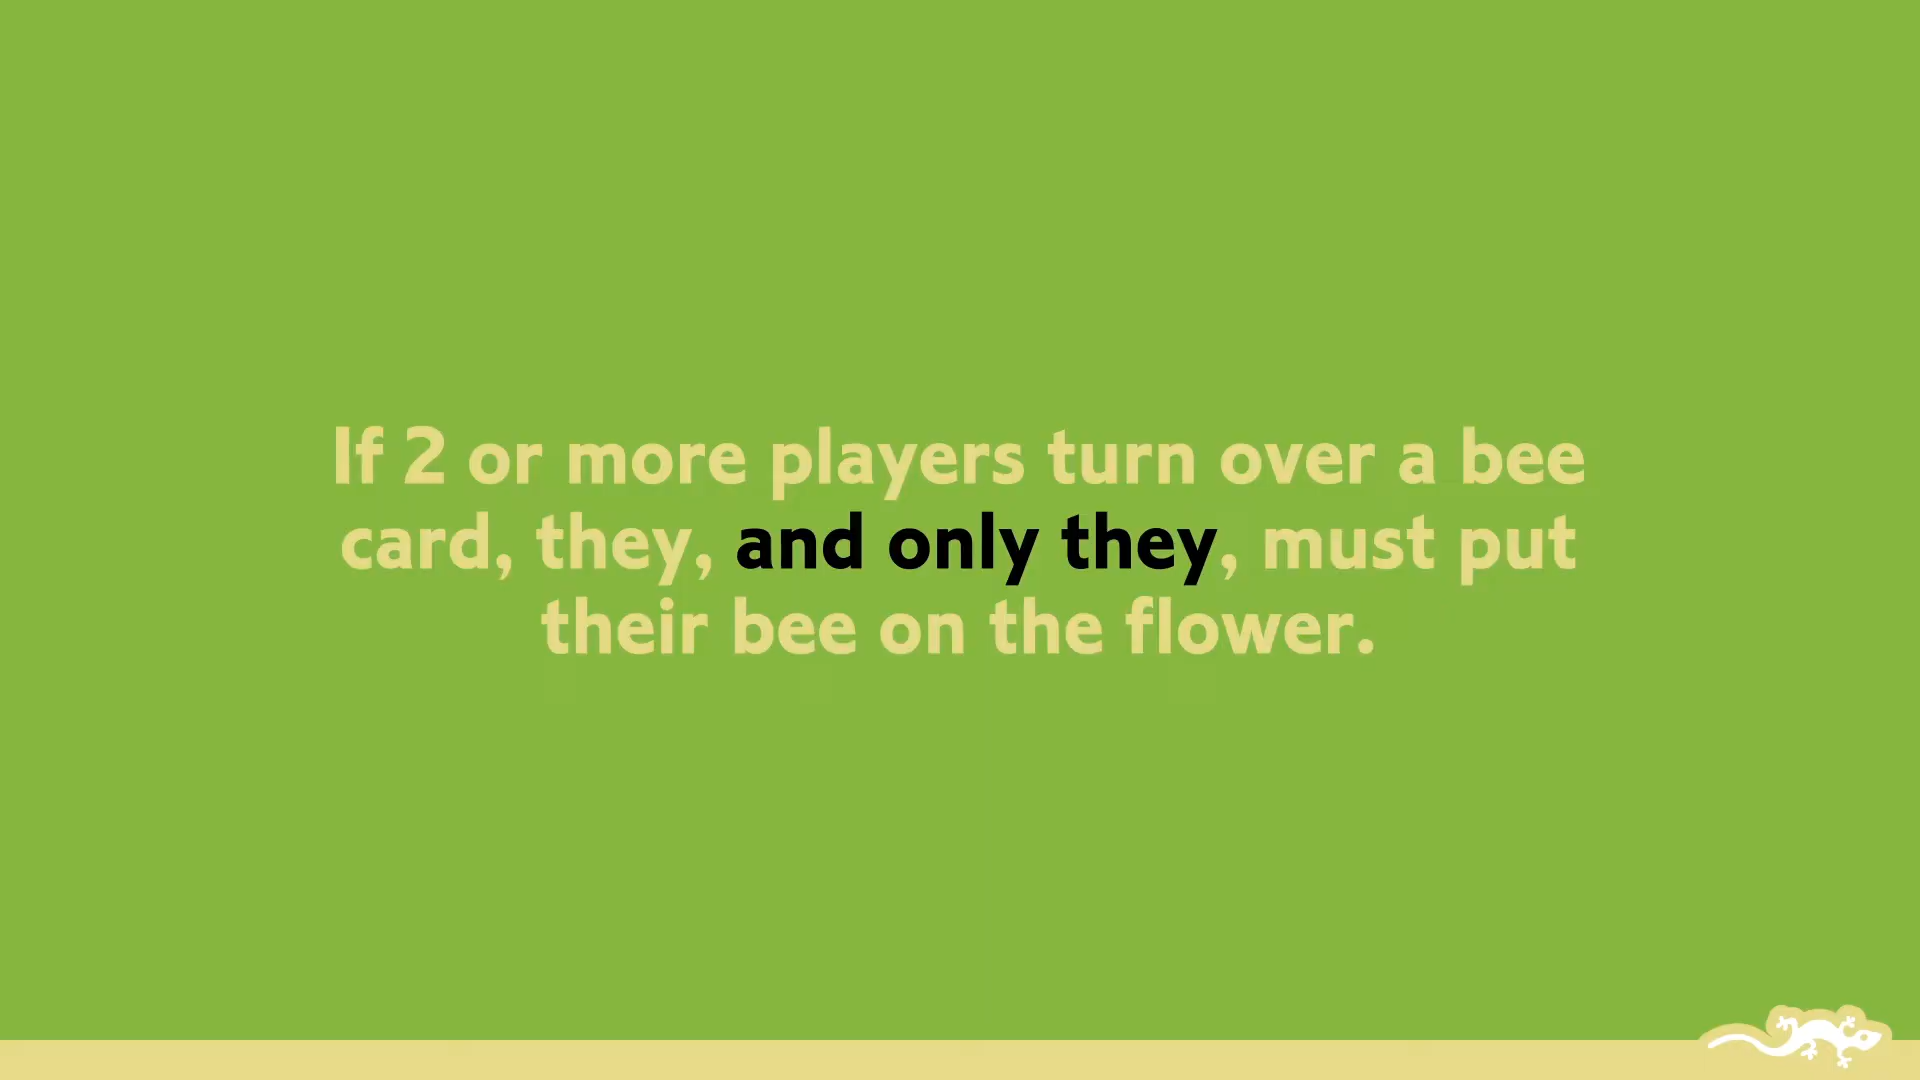 If 2 or more players turn over a bee
card, they, and only they, must put
their bee on the flower.